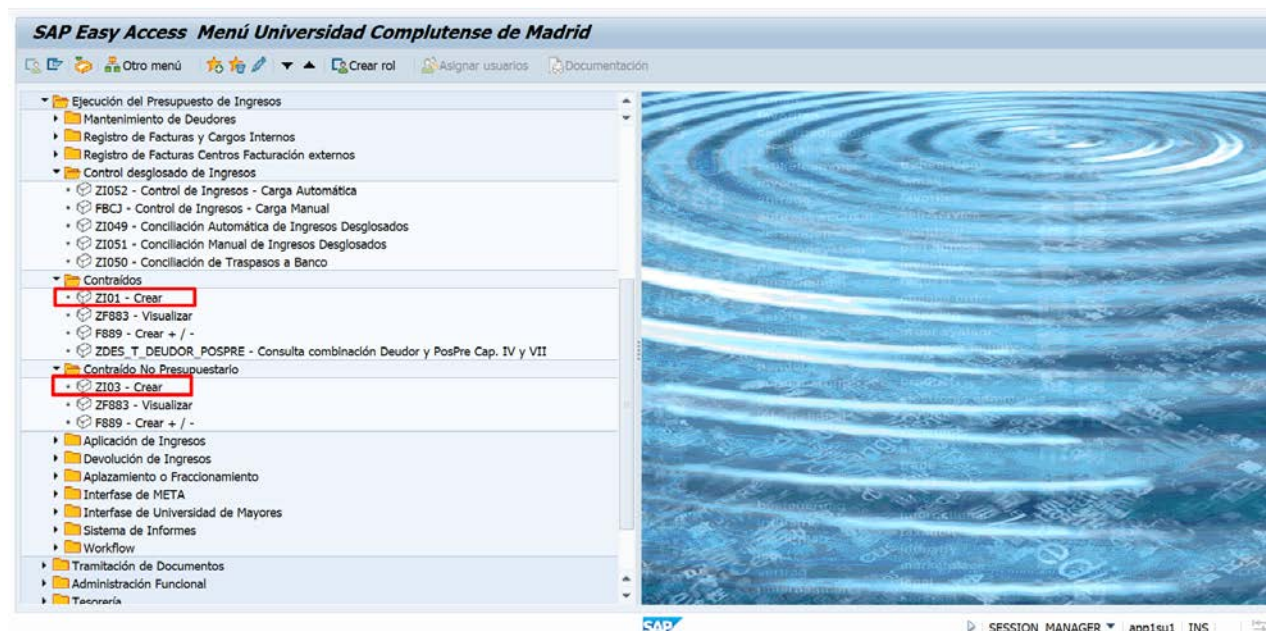 SAP Easy Access Menú Universidad Complutense de Madrid
Otro menú Crear rol Asignar usuarios Documentación
Ejecución del Presupuesto de Ingresos
Mantenimiento de Deudores
Registro de Facturas y Cargos Internos
Registro de Facturas Centros Facturación externos
Control desglosado de Ingresos
ZI052 - Control de Ingresos - Carga Automática
FBCJ - Control de Ingresos - Carga Manual
ZI049 - Conciliación Automática de Ingresos Desglosados
ZI051 - Conciliación Manual de Ingresos Desglosados
ZI050 - Conciliación de Traspasos a Banco
Contraídos
ZI01 - Crear
ZF883 - Visualizar
F889 - Crear + / -
ZDES_T_DEUDOR_POSPRE - Consulta combinación Deudor y PosPre Cap. IV y VII
Contraído No Presupuestario
ZI03 - Crear
ZF883 - Visualizar
F889 - Crear + / -
Aplicación de Ingresos
Devolución de Ingresos
Aplazamiento o Fraccionamiento
Interfase de META
Interfase de Universidad de Mayores
Sistema de Informes
Workflow
Tramitación de Documentos
Administración Funcional
Tesorería
SAP SESSION_MANAGER app1su1 INS